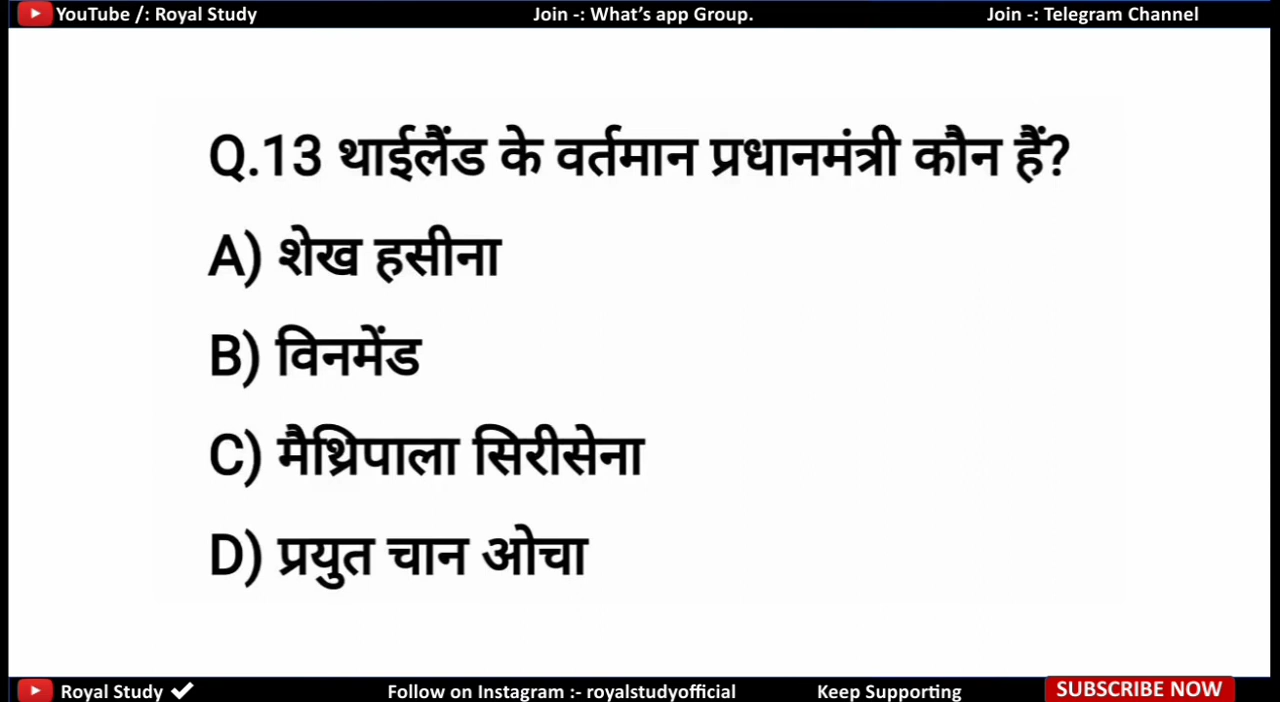 YouTube /: Royal Study Join -: What’s app Group. Join -: Telegram Channel
Q.13 थाईलैंड के वर्तमान प्रधानमंत्री कौन हैं?
A) शेख हसीना
B) विनमेंड
C) मैथ्रिपाला सिरीसेना
D) प्रयुत चान ओचा
Royal Study Follow on Instagram :- royalstudyofficial Keep Supporting SUBSCRIBE NOW